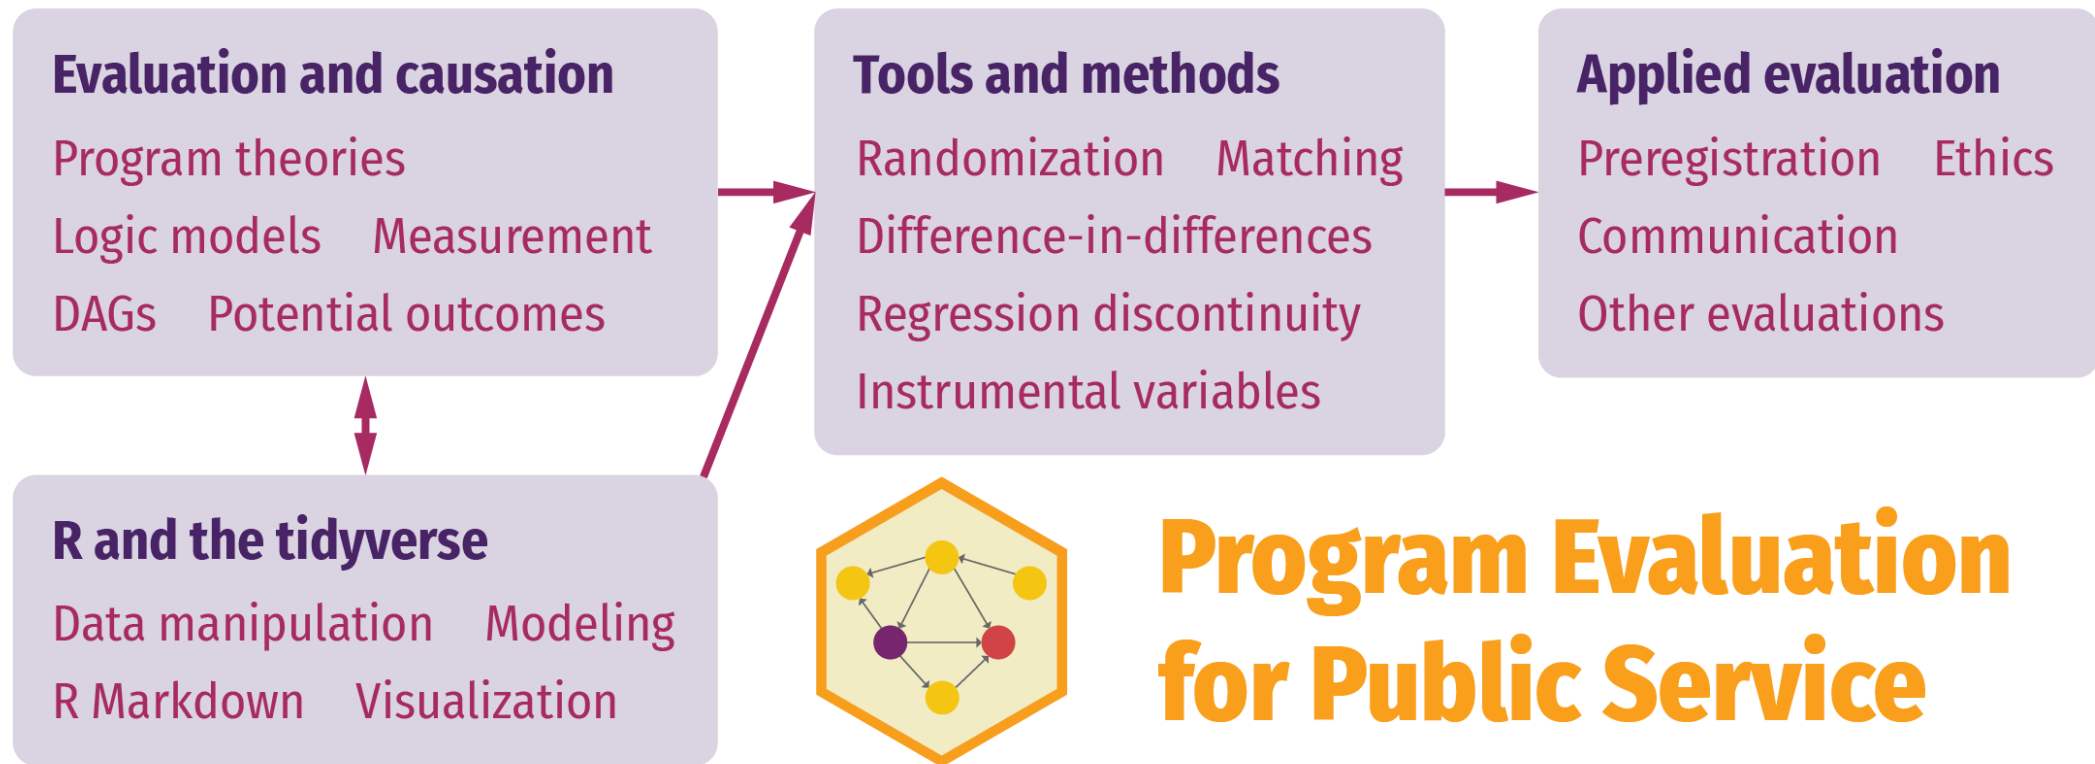 Evaluation and causation
Program theories
Logic models Measurement
DAGs Potential outcomes
R and the tidyverse
Data manipulation Modeling
R Markdown Visualization
Tools and methods
Randomization Matching
Difference-in-differences
Regression discontinuity
Instrumental variables
Applied evaluation
Preregistration Ethics
Communication
Other evaluations
Program Evaluation
for Public Service